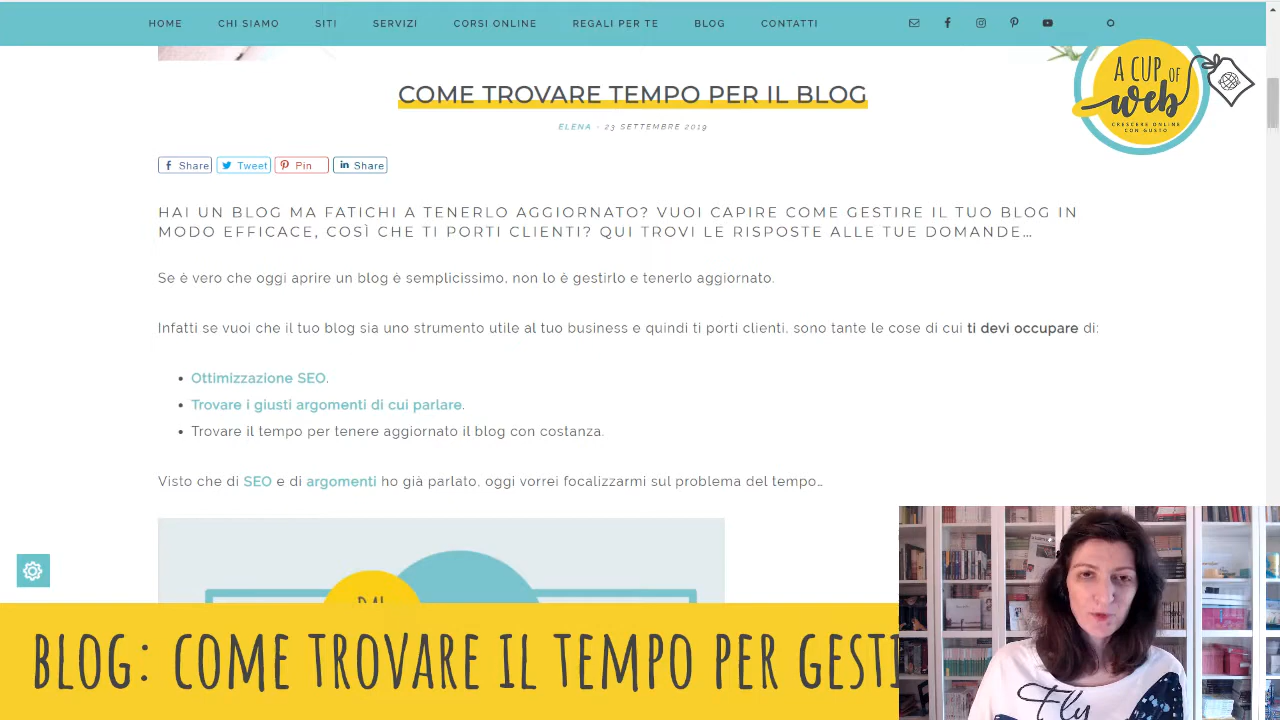 HOME CHI SIAMO SITI SERVIZI CORSI ONLINE REGALI PER TE BLOG CONTATTI
A CUP OF
web
CRESCERE ONLINE
CON GUSTO
COME TROVARE TEMPO PER IL BLOG
ELENA - 23 SETTEMBRE 2019
Share Tweet Pin Share
HAI UN BLOG MA FATICHI A TENERLO AGGIORNATO? VUOI CAPIRE COME GESTIRE IL TUO BLOG IN
MODO EFFICACE, COSÌ CHE TI PORTI CLIENTI? QUI TROVI LE RISPOSTE ALLE TUE DOMANDE…
Se è vero che oggi aprire un blog è semplicissimo, non lo è gestirlo e tenerlo aggiornato.
Infatti se vuoi che il tuo blog sia uno strumento utile al tuo business e quindi ti porti clienti, sono tante le cose di cui ti devi occupare di:
• Ottimizzazione SEO.
• Trovare i giusti argomenti di cui parlare.
• Trovare il tempo per tenere aggiornato il blog con costanza.
Visto che di SEO e di argomenti ho già parlato, oggi vorrei focalizzarmi sul problema del tempo…
BLOG: COME TROVARE IL TEMPO PER GESTI
Fly